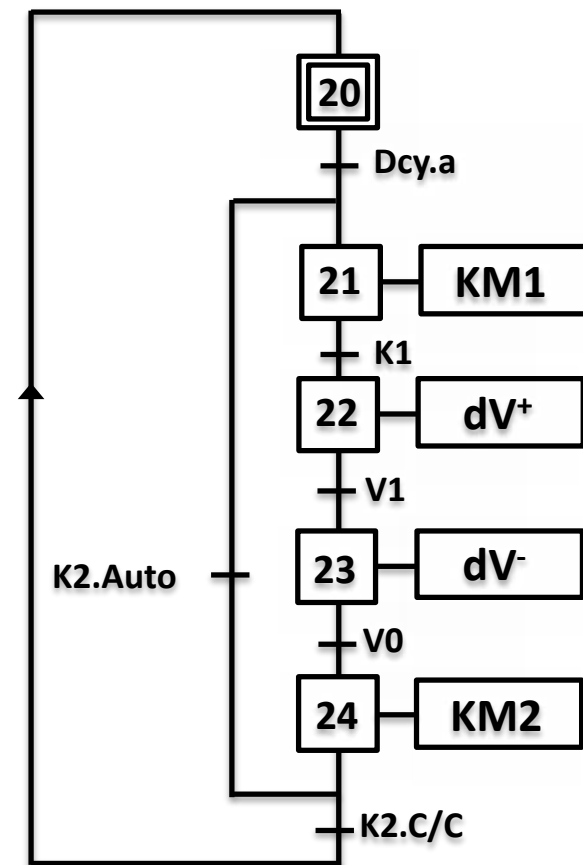 20
Dcy.a
21 KM1
K1
22 dV⁺
V1
K2.Auto
23 dV⁻
V0
24 KM2
K2.C/C